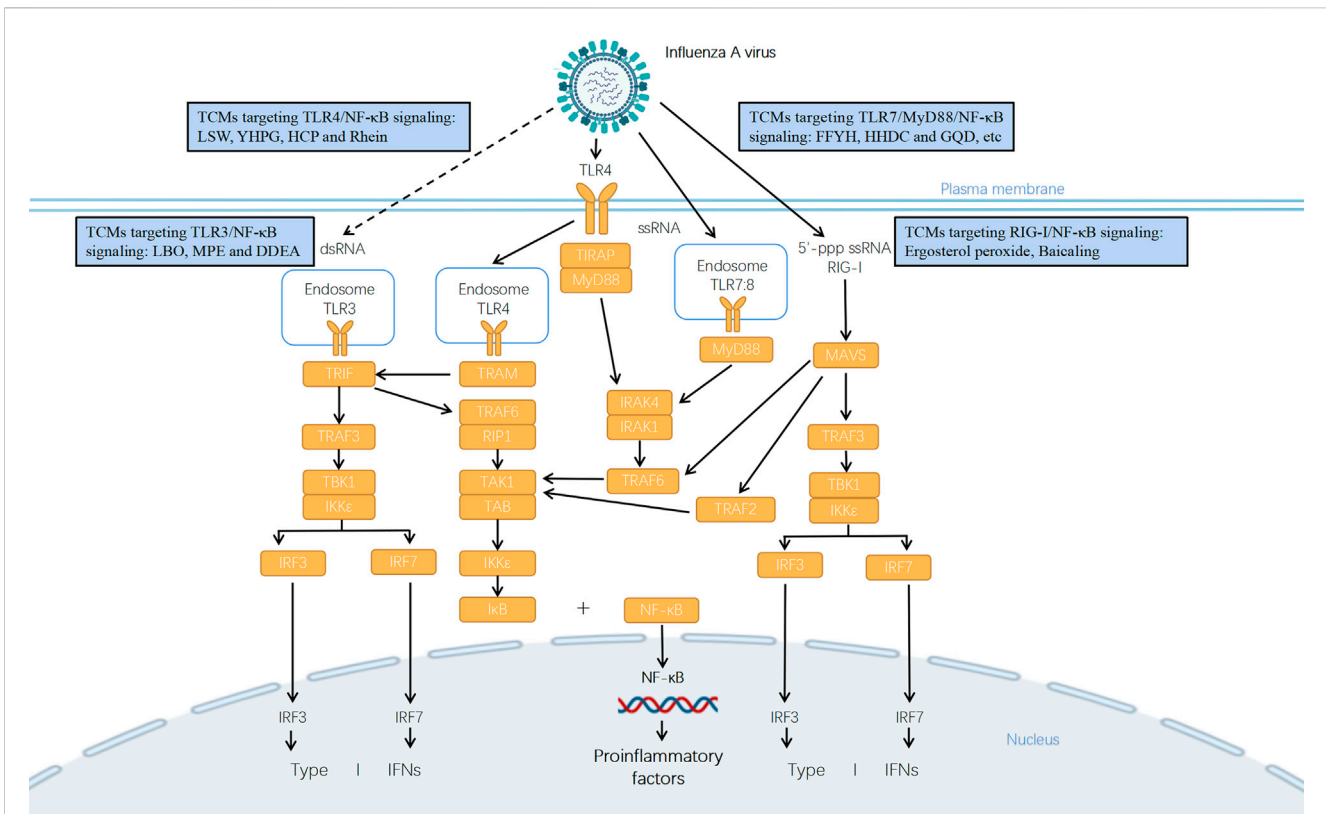 Influenza A virus
TCMs targeting TLR4/NF-κB signaling:
LSW, YHPG, HCP and Rhein
TCMs targeting TLR7/MyD88/NF-κB
signaling: FFYH, HHDC and GQD, etc
TLR4
Plasma membrane
TCMs targeting TLR3/NF-κB
signaling: LBO, MPE and DDEA
dsRNA
ssRNA
5'-ppp ssRNA
RIG-I
TCMs targeting RIG-I/NF-κB signaling:
Ergosterol peroxide, Baicaling
TIRAP
MyD88
Endosome
TLR3
Endosome
TLR4
Endosome
TLR7:8
MyD88
MAVS
TRIF
TRAM
TRAF6
RIP1
IRAK4
IRAK1
TRAF3
TRAF3
TBK1
IKKε
TAK1
TAB
TRAF6
TRAF2
TBK1
IKKε
IRF3
IRF7
IKKε
IRF3
IRF7
IκB
+
NF-κB
NF-κB
IRF3
IRF7
IRF3
IRF7
Nucleus
Type I IFNs
Proinflammatory
factors
Type I IFNs